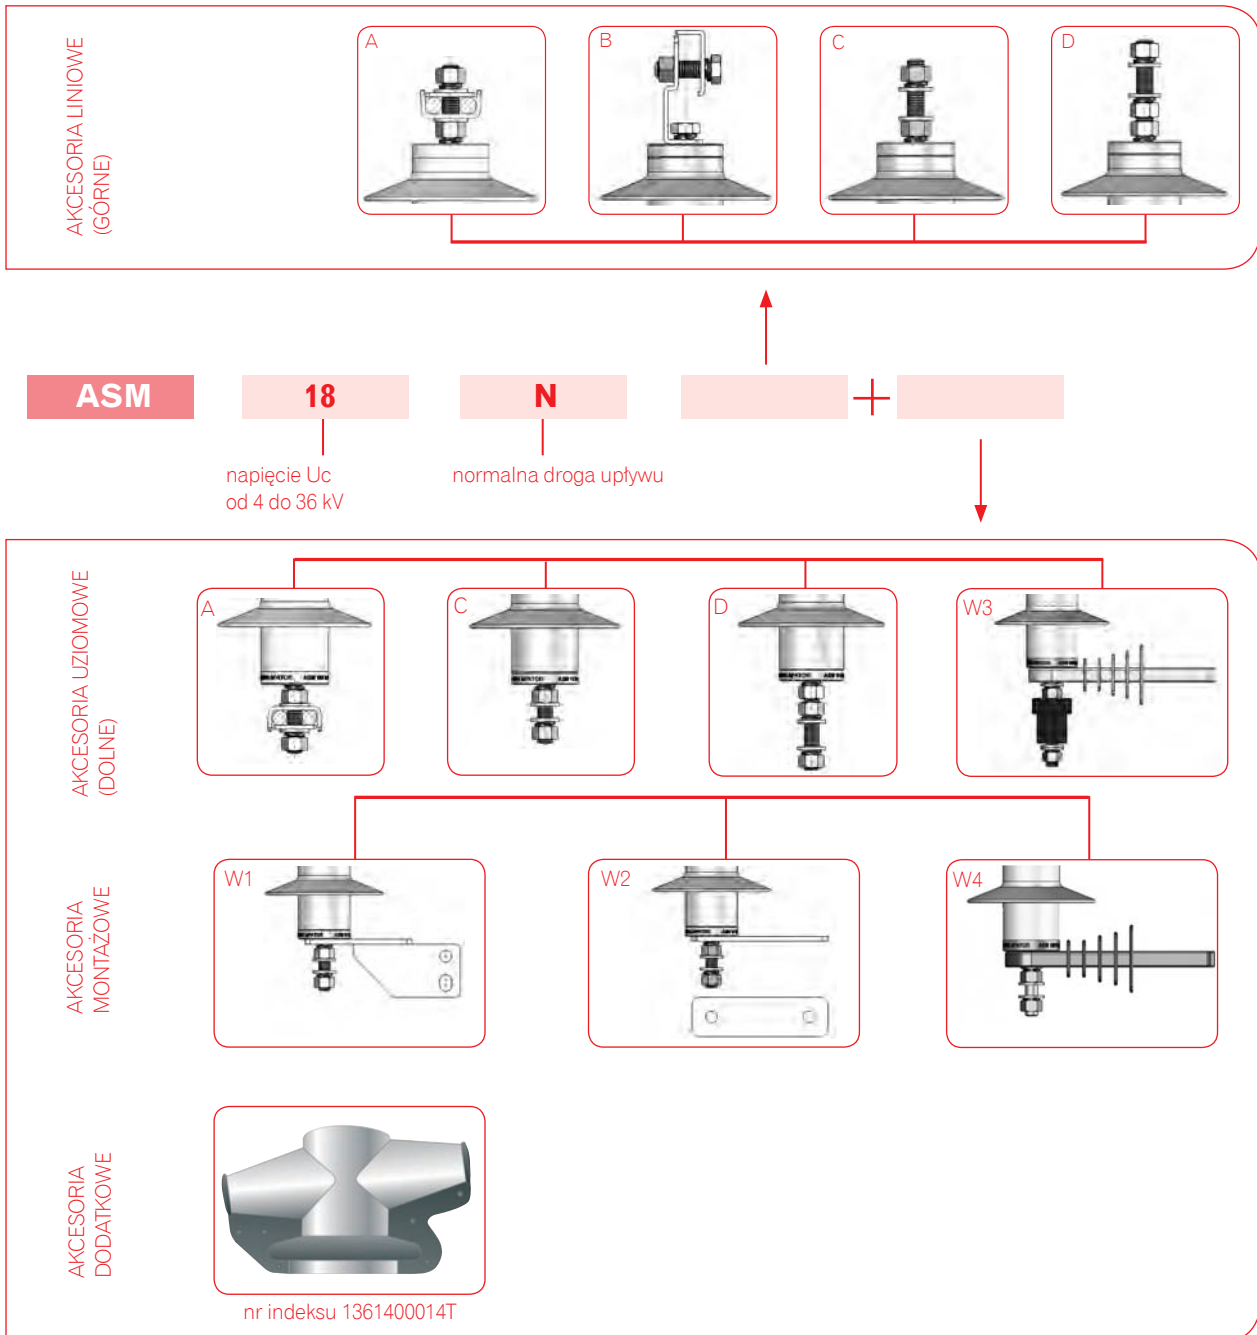 AKCESORIA LINIOWE
(GÓRNE)
A
B
C
D
ASM
18
N
+
napięcie Uc
od 4 do 36 kV
normalna droga upływu
AKCESORIA UZIOMOWE
(DOLNE)
A
C
D
W3
AKCESORIA
MONTAŻOWE
W1
W2
W4
AKCESORIA
DODATKOWE
nr indeksu 1361400014T